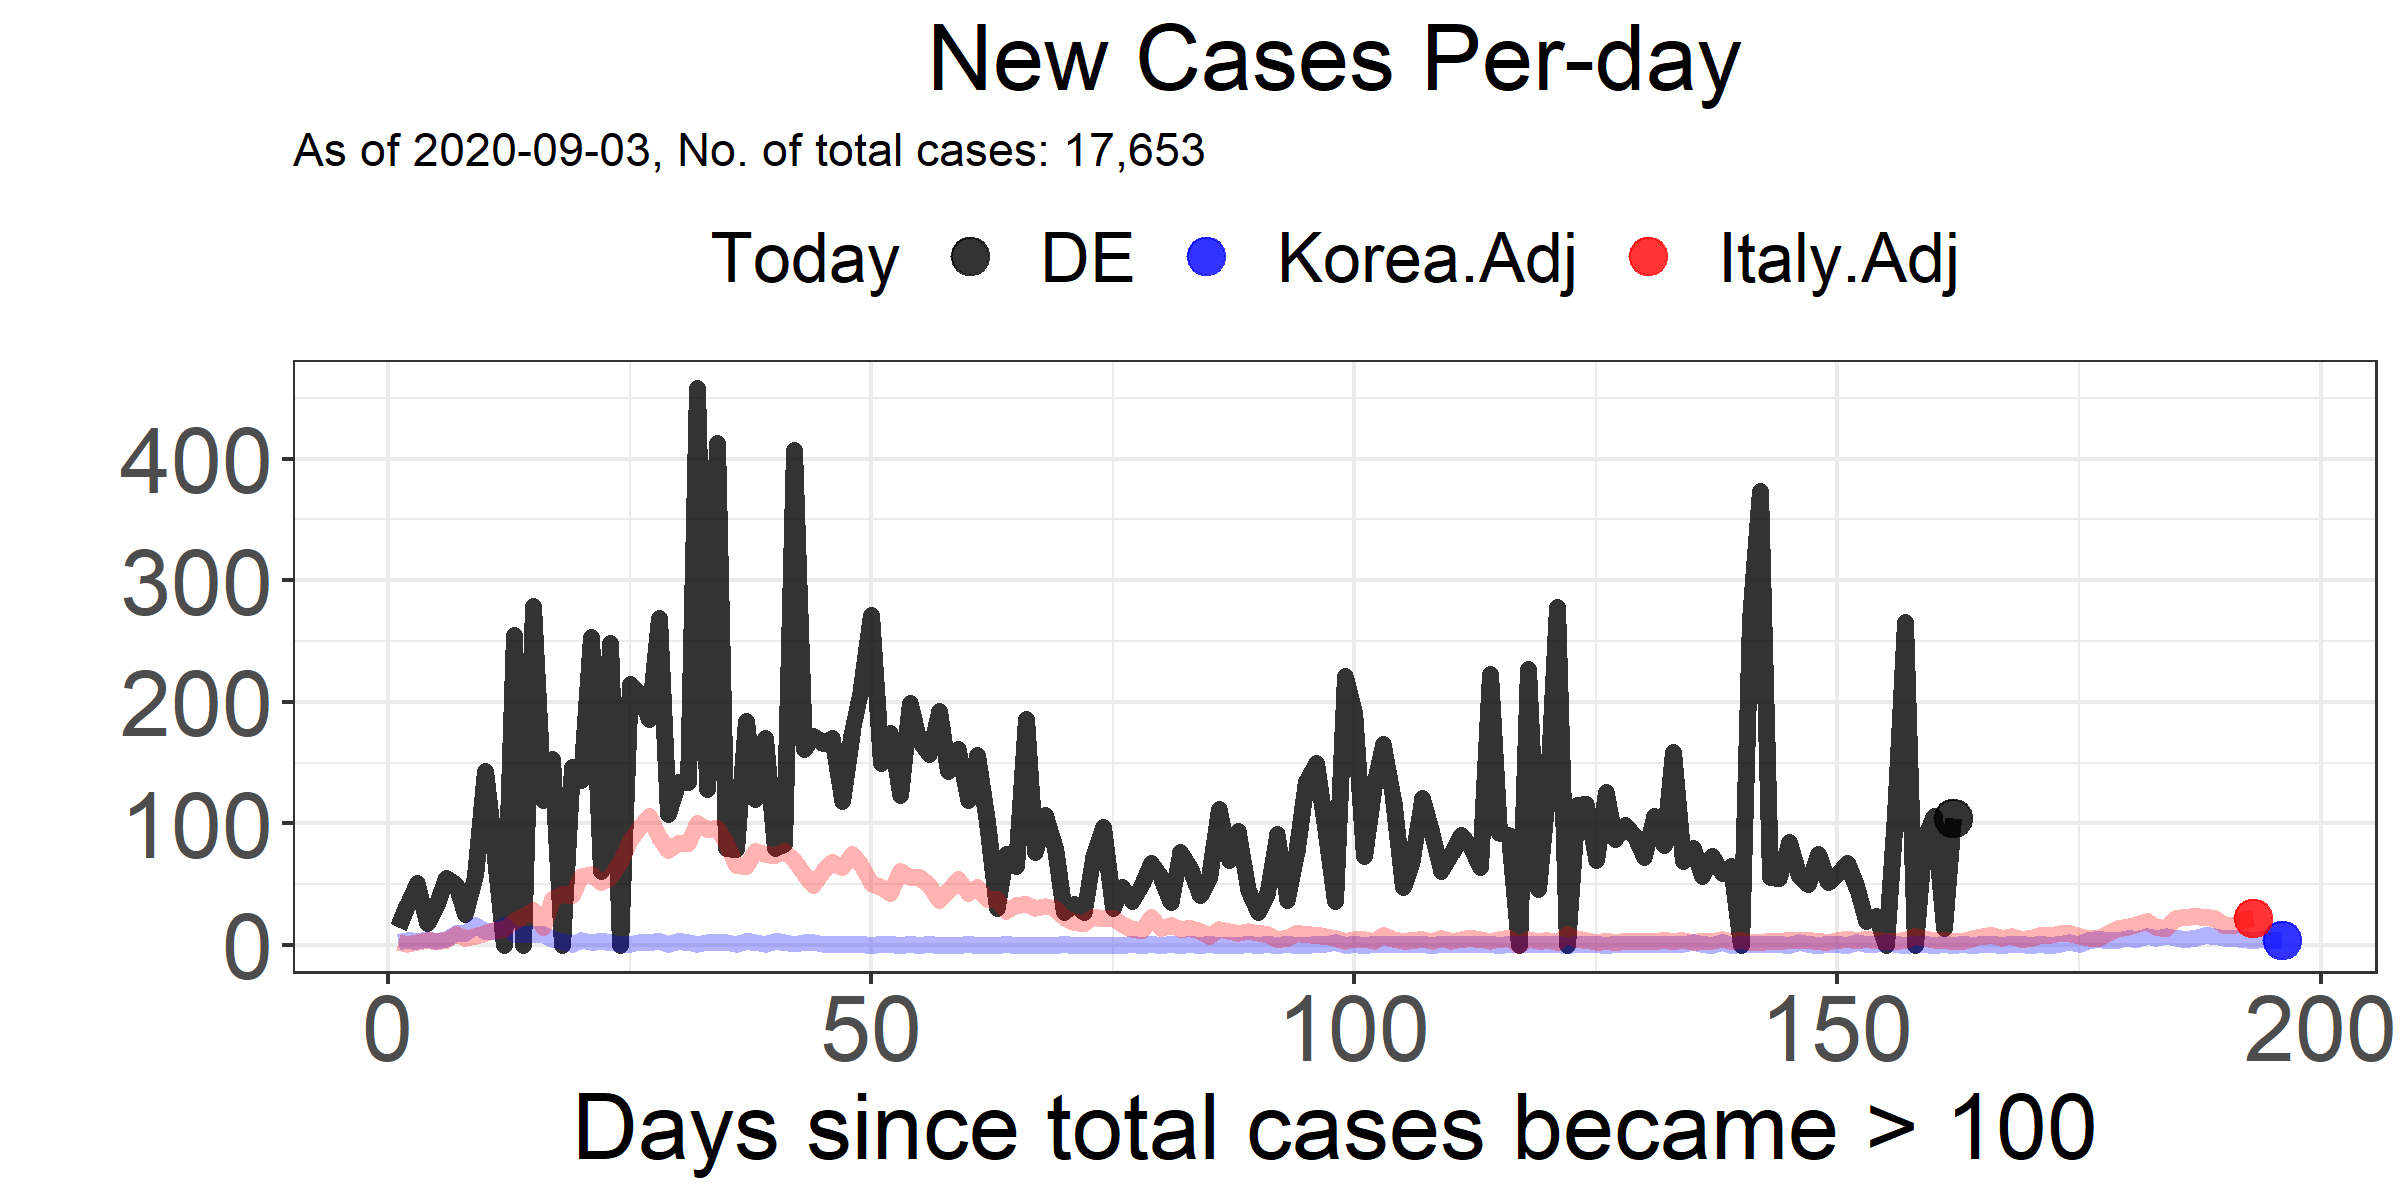 New Cases Per-day
As of 2020-09-03, No. of total cases: 17,653
Today DE Korea.Adj Italy.Adj
400
300
200
100
0
0 50 100 150 200
Days since total cases became > 100